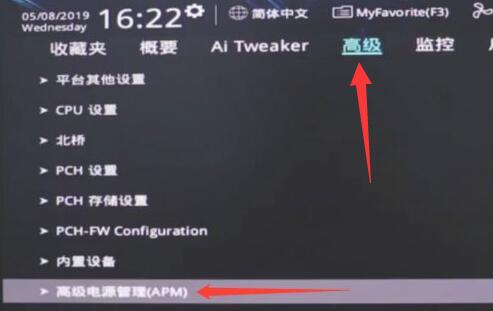 05/08/2019
Wednesday
16:22
简体中文
MyFavorite(F3)
收藏夹 概要 Ai Tweaker 高级 监控
> 平台其他设置
> CPU 设置
> 北桥
> PCH 设置
> PCH 存储设置
> PCH-FW Configuration
> 内置设备
> 高级电源管理(APM)